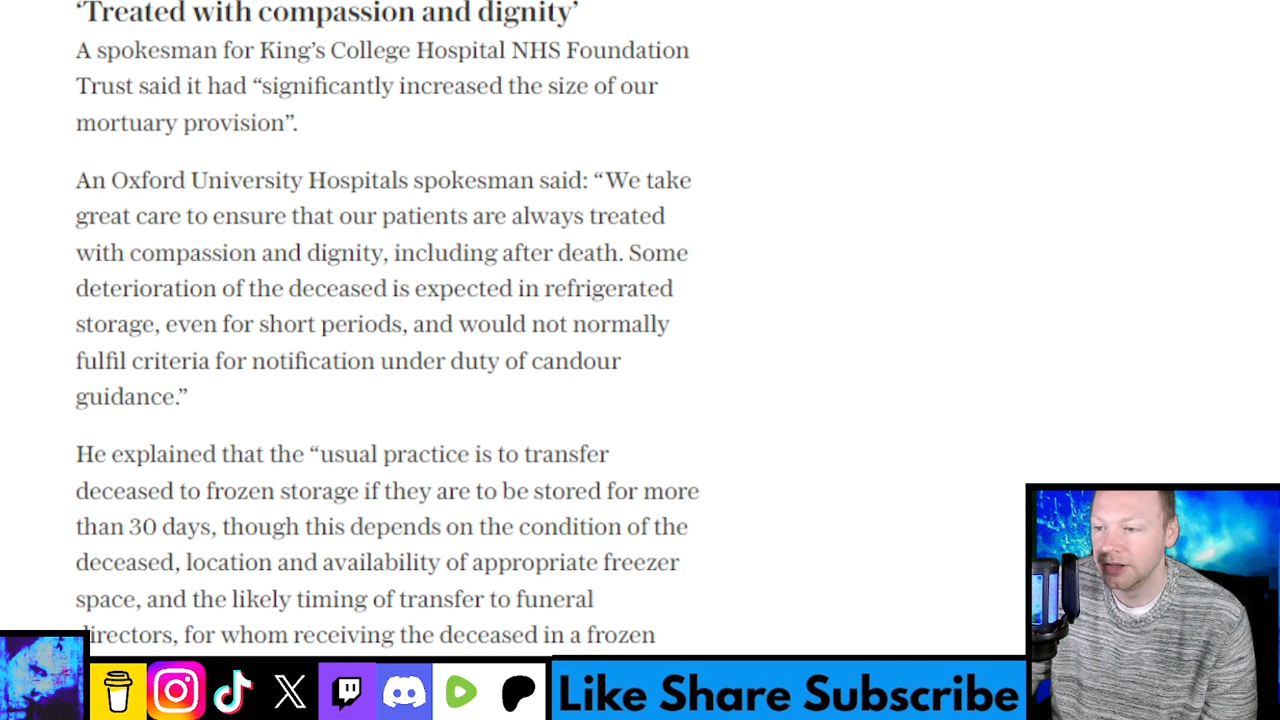 ‘Treated with compassion and dignity’
A spokesman for King’s College Hospital NHS Foundation
Trust said it had “significantly increased the size of our
mortuary provision”.
An Oxford University Hospitals spokesman said: “We take
great care to ensure that our patients are always treated
with compassion and dignity, including after death. Some
deterioration of the deceased is expected in refrigerated
storage, even for short periods, and would not normally
fulfil criteria for notification under duty of candour
guidance.”
He explained that the “usual practice is to transfer
deceased to frozen storage if they are to be stored for more
than 30 days, though this depends on the condition of the
deceased, location and availability of appropriate freezer
space, and the likely timing of transfer to funeral
directors, for whom receiving the deceased in a frozen
Like Share Subscribe